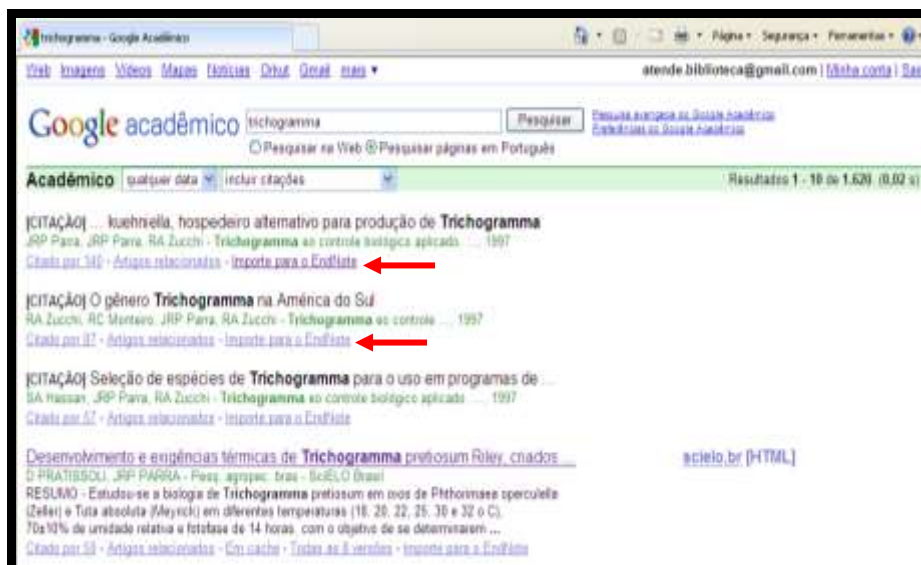 trichogramma - Google Acadêmico
Página Segurança Ferramentas
Web Imagens Vídeos Mapas Notícias Orkut Gmail mais ▼
atende.biblioteca@gmail.com | Minha conta |
Google acadêmico
trichogramma
Pesquisar
Pesquisa avançada do Google Acadêmico
Preferências do Google Acadêmico
Pesquisar na Web Pesquisar páginas em Português
Acadêmico qualquer data incluir citações
Resultados 1 - 10 de 1.620. (0,02 s)
[CITAÇÃO] ... kuehniella, hospedeiro alternativo para produção de Trichogramma
JRP Parra, JRP Parra, RA Zucchi - Trichogramma eo controle biológico aplicado ..., 1997
Citado por 140 - Artigos relacionados - Importe para o EndNote
[CITAÇÃO] O gênero Trichogramma na América do Sul
RA Zucchi, RC Monteiro, JRP Parra, RA Zucchi - Trichogramma eo controle ..., 1997
Citado por 87 - Artigos relacionados - Importe para o EndNote
[CITAÇÃO] Seleção de espécies de Trichogramma para o uso em programas de ...
SA Hassan, JRP Parra, RA Zucchi - Trichogramma eo controle biológico aplicado ..., 1997
Citado por 57 - Artigos relacionados - Importe para o EndNote
Desenvolvimento e exigências térmicas de Trichogramma pretiosum Riley, criados ...
scielo.br [HTML]
D PRATISSOLI, JRP PARRA - Pesq. agropec. bras - SciELO Brasil
RESUMO - Estudou-se a biologia de Trichogramma pretiosum em ovos de Phthorimaea operculella
(Zeller) e Tuta absoluta (Meyrick) em diferentes temperaturas (18, 20, 22, 25, 30 e 32 o C),
70±10% de umidade relativa e fotofase de 14 horas, com o objetivo de se determinarem ...
Citado por 58 - Artigos relacionados - Em cache - Todas as 8 versões - Importe para o EndNote